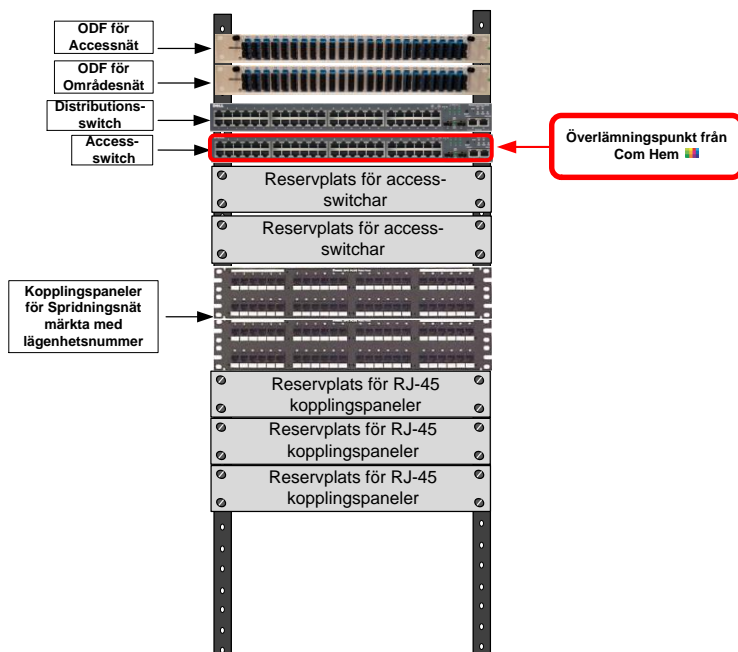 ODF för
Accessnät
ODF för
Områdesnät
Distributions-
switch
Access-
switch
Överlämningspunkt från
Com Hem
Reservplats för access-
switchar
Reservplats för access-
switchar
Kopplingspaneler
för Spridningsnät
märkta med
lägenhetsnummer
Reservplats för RJ-45
kopplingspaneler
Reservplats för RJ-45
kopplingspaneler
Reservplats för RJ-45
kopplingspaneler